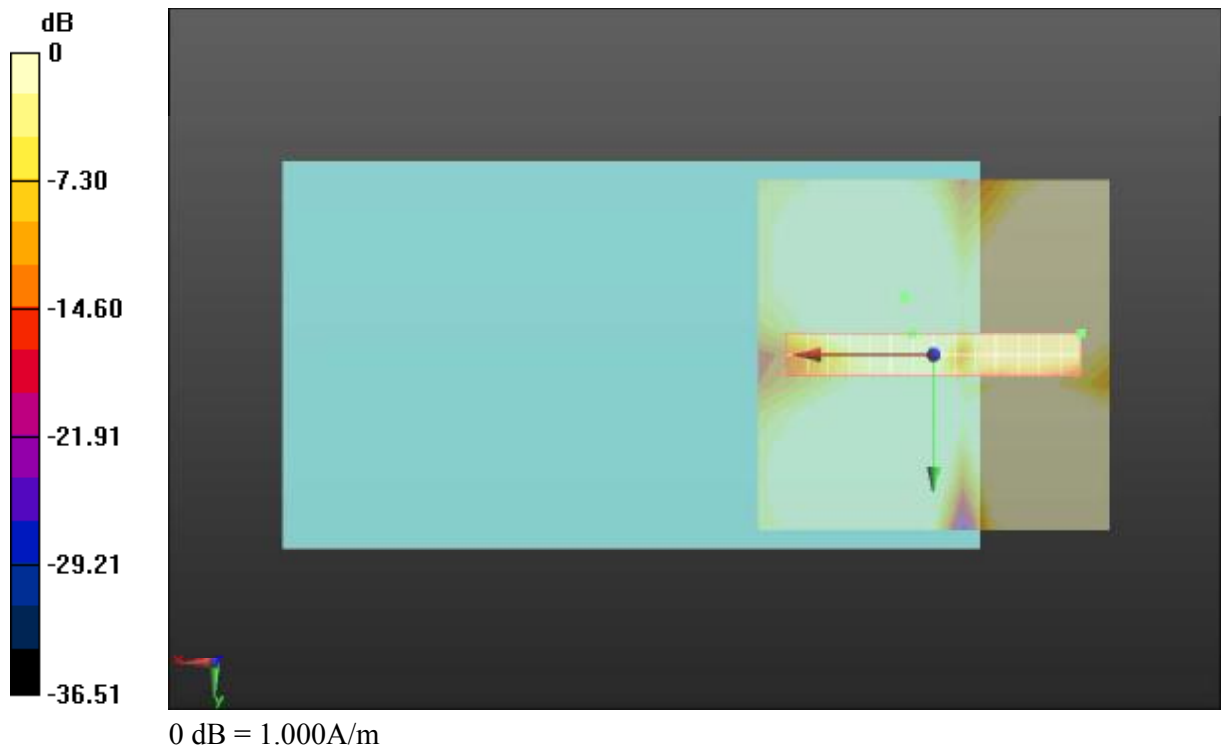 dB
0
-7.30
-14.60
-21.91
-29.21
-36.51
x
y
0 dB = 1.000A/m